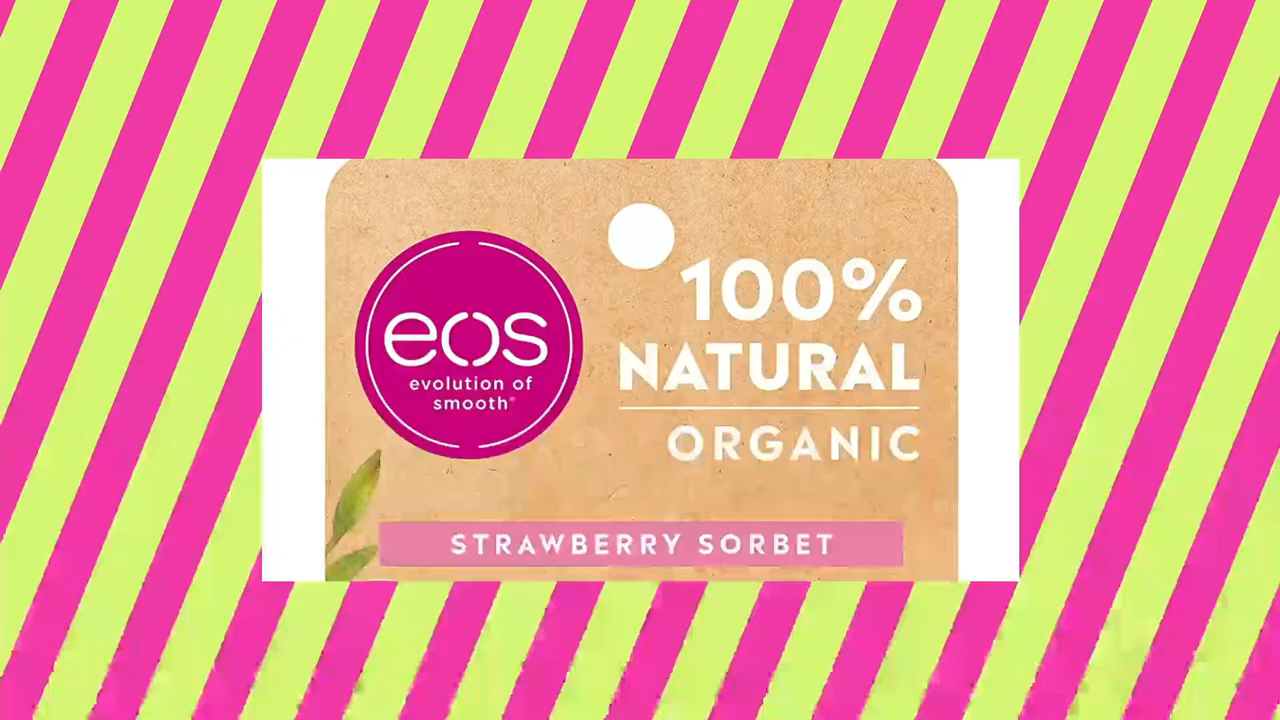 eos
evolution of
smooth®
100%
NATURAL
ORGANIC
STRAWBERRY SORBET